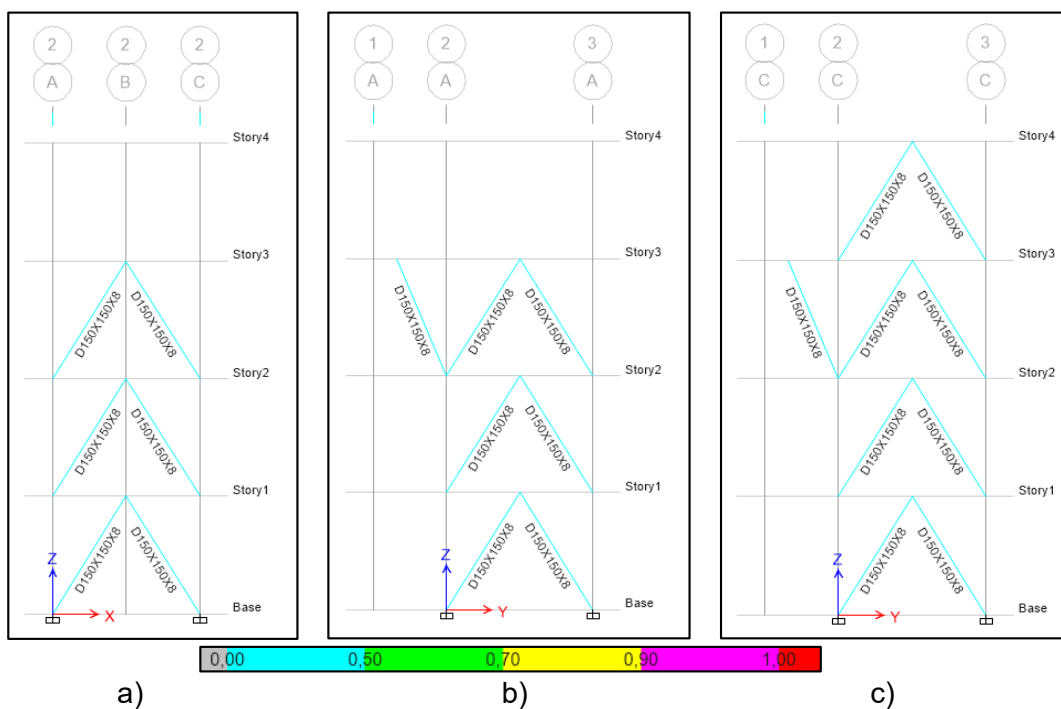 2 2 2
A B C
Story4
Story3
D150X150X8 D150X150X8
Story2
D150X150X8 D150X150X8
Story1
D150X150X8 D150X150X8
Z
X
Base
1 2 3
A A A
Story4
Story3
D150X150X8 D150X150X8 D150X150X8
Story2
D150X150X8 D150X150X8
Story1
D150X150X8 D150X150X8
Z
Y
Base
1 2 3
C C C
Story4
D150X150X8 D150X150X8
Story3
D150X150X8 D150X150X8 D150X150X8
Story2
D150X150X8 D150X150X8
Story1
D150X150X8 D150X150X8
Z
Y
Base
0,00 0,50 0,70 0,90 1,00
a) b) c)